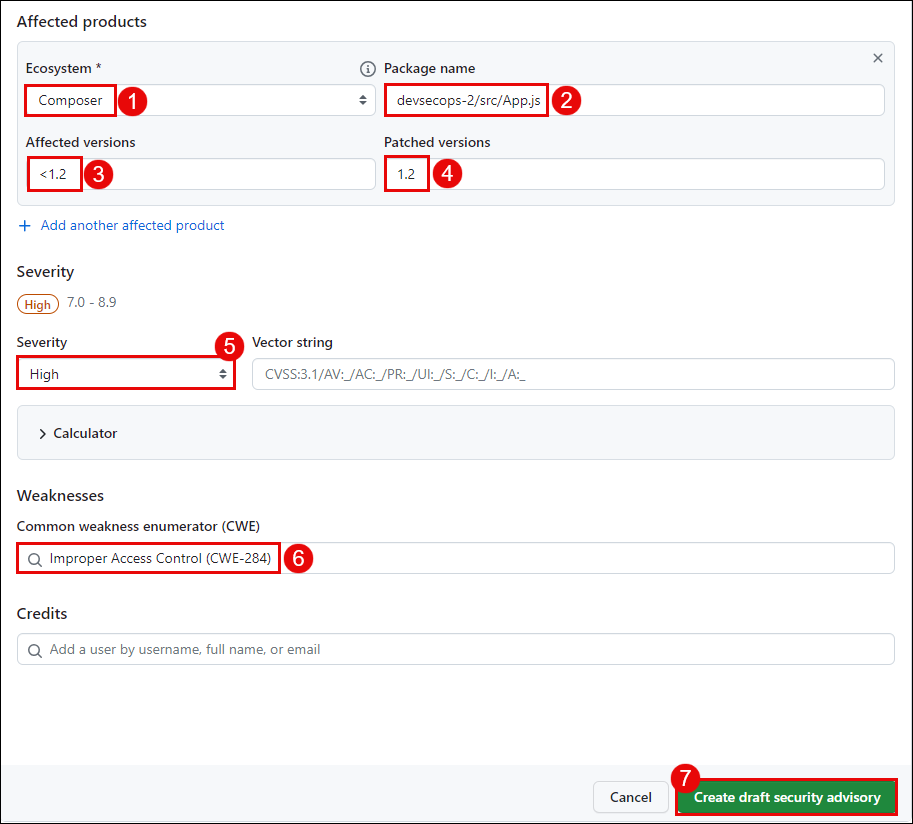 Affected products
Ecosystem *
Package name
Composer 1
devsecops-2/src/App.js 2
Affected versions
Patched versions
<1.2 3
1.2 4
Add another affected product
Severity
High 7.0 - 8.9
Severity 5
Vector string
High
CVSS:3.1/AV:_/AC:_/PR:_/UI:_/S:_/C:_/I:_/A:_
Calculator
Weaknesses
Common weakness enumerator (CWE)
Improper Access Control (CWE-284) 6
Credits
Add a user by username, full name, or email
7
Cancel
Create draft security advisory